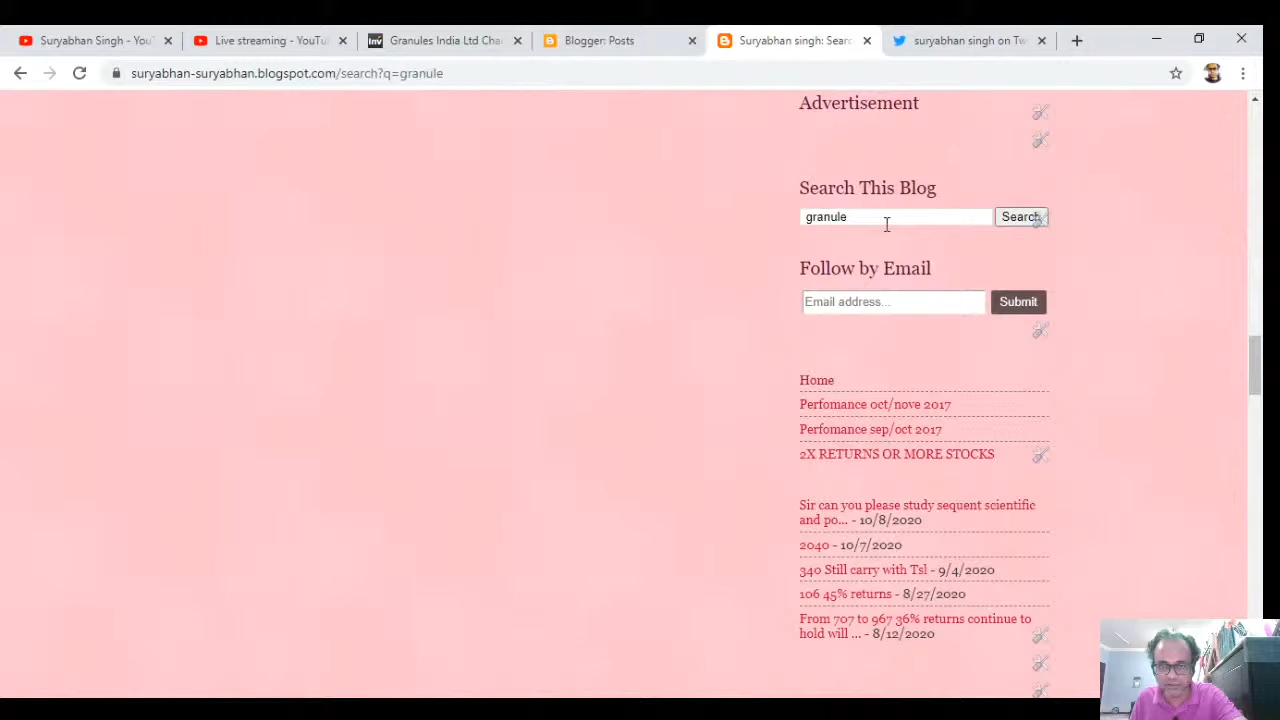 Suryabhan Singh - YouT
Live streaming - YouTu
Inv
Granules India Ltd Cha
Blogger: Posts
Suryabhan singh: Searc
suryabhan singh on Tw
suryabhan-suryabhan.blogspot.com/search?q=granule
Advertisement
Search This Blog
granule
Search
Follow by Email
Email address...
Submit
Home
Perfomance oct/nove 2017
Perfomance sep/oct 2017
2X RETURNS OR MORE STOCKS
Sir can you please study sequent scientific
and po... - 10/8/2020
2040 - 10/7/2020
340 Still carry with Tsl - 9/4/2020
106 45% returns - 8/27/2020
From 707 to 967 36% returns continue to
hold will ... - 8/12/2020